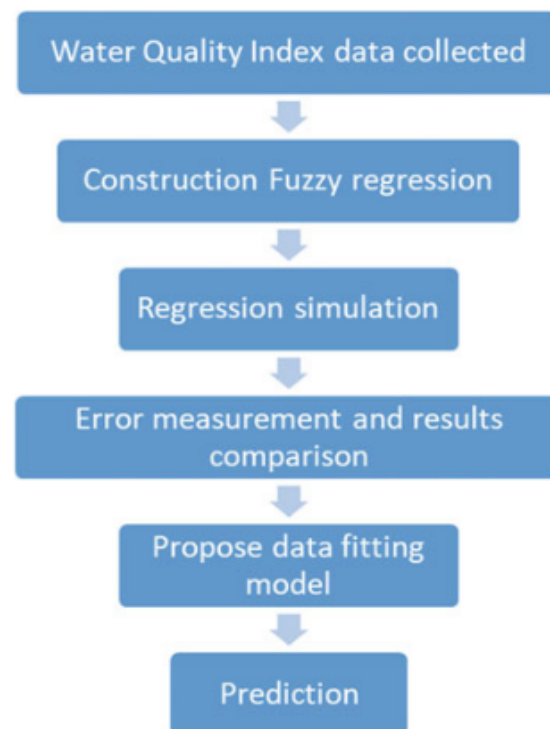 Water Quality Index data collected
Construction Fuzzy regression
Regression simulation
Error measurement and results
comparison
Propose data fitting
model
Prediction